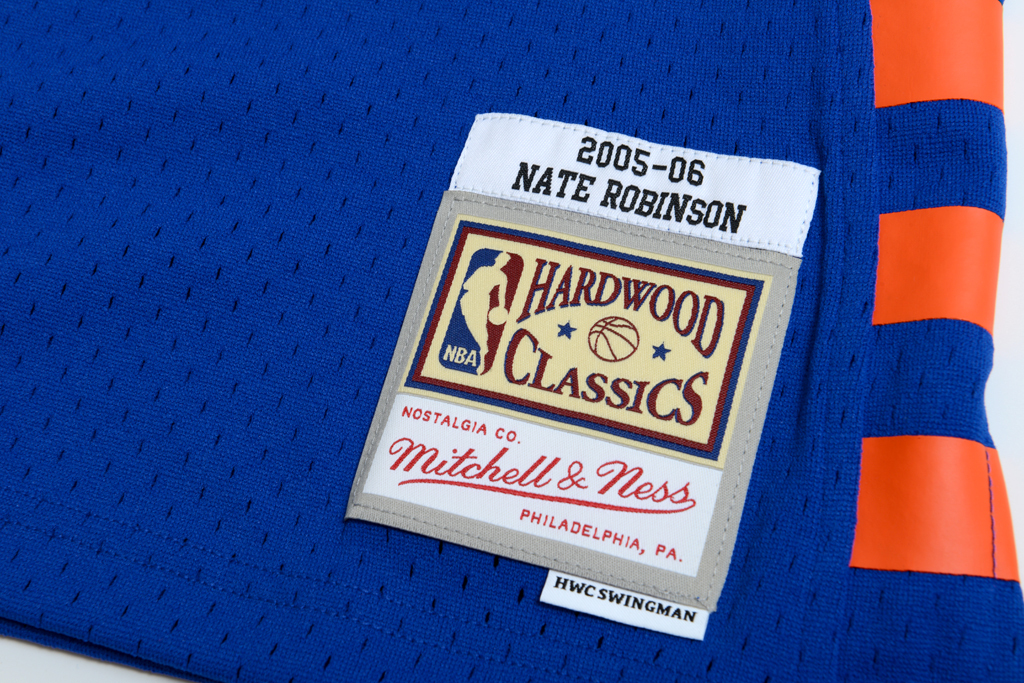 2005-06
NATE ROBINSON
HARDWOOD
NBA
CLASSICS
NOSTALGIA CO.
Mitchell & Ness
PHILADELPHIA, PA.
HWC SWINGMAN